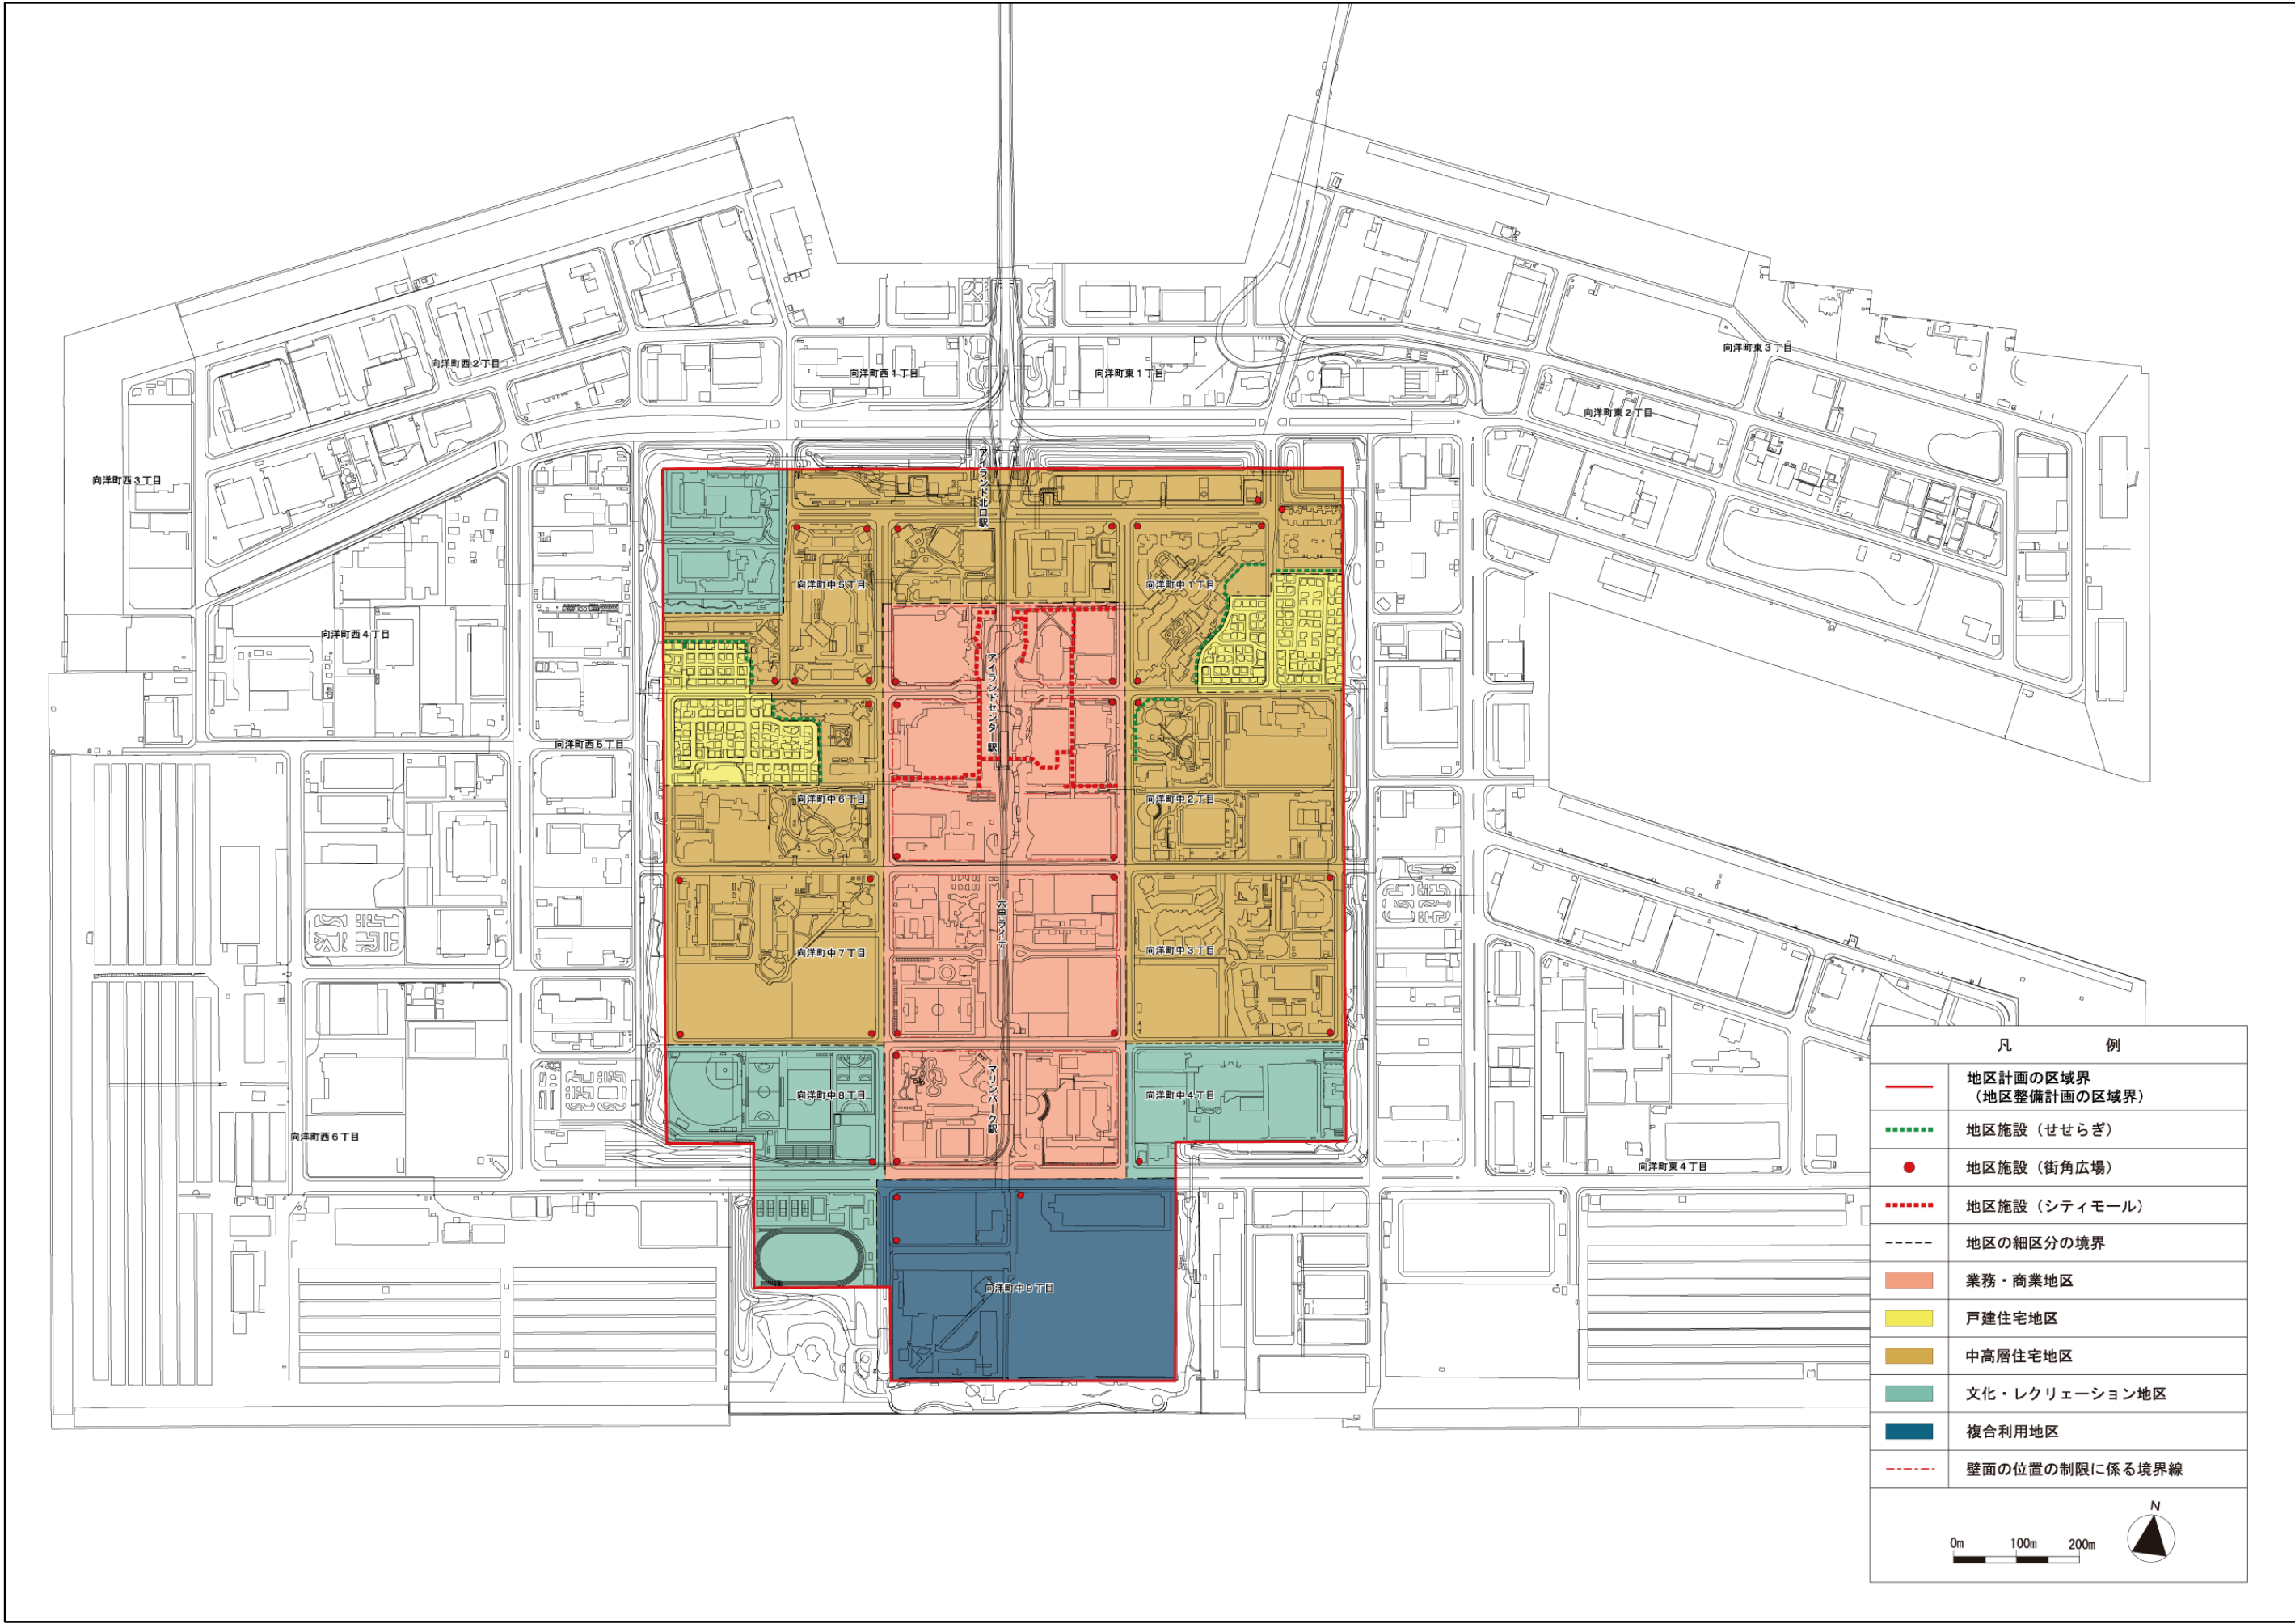 向洋町西２丁目
向洋町西１丁目
向洋町東１丁目
向洋町東３丁目
向洋町東２丁目
向洋町西３丁目
アイランド北口駅
向洋町中５丁目
向洋町中１丁目
向洋町西４丁目
アイランドセンター駅
向洋町西５丁目
向洋町中６丁目
向洋町中２丁目
六甲ライナー
向洋町中７丁目
向洋町中３丁目
マリンパーク駅
向洋町中８丁目
向洋町中４丁目
向洋町西６丁目
向洋町東４丁目
向洋町中９丁目
凡 例
地区計画の区域界
（地区整備計画の区域界）
地区施設（せせらぎ）
地区施設（街角広場）
地区施設（シティモール）
地区の細区分の境界
業務・商業地区
戸建住宅地区
中高層住宅地区
文化・レクリェーション地区
複合利用地区
壁面の位置の制限に係る境界線
N
0m 100m 200m